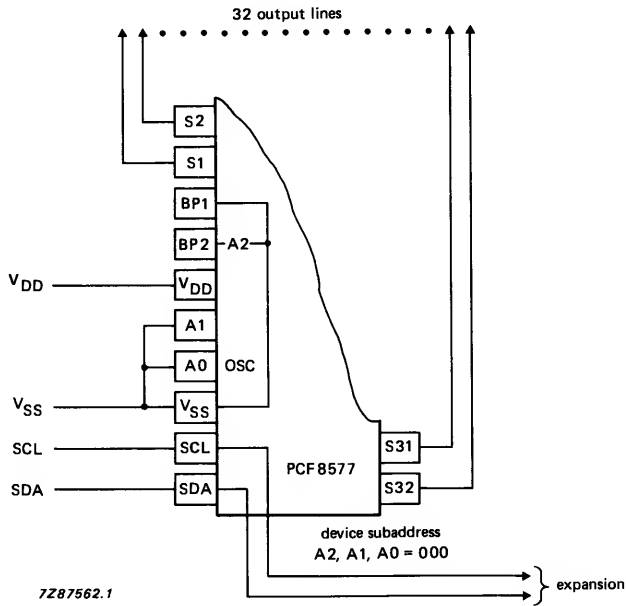 32 output lines
S2
S1
BP1
BP2 A2
VDD VDD
A1
A0 OSC
VSS VSS
SCL SCL
SDA SDA
PCF8577
S31
S32
device subaddress
A2, A1, A0 = 000
expansion
7Z87562.1